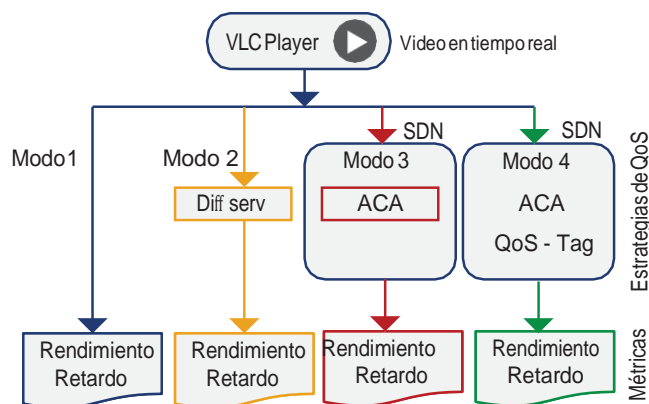 VLC Player
Video en tiempo real
SDN
SDN
Modo 1
Modo 2
Modo 3
Modo 4
Diff serv
ACA
ACA
QoS - Tag
Estrategias de QoS
Rendimiento
Retardo
Rendimiento
Retardo
Rendimiento
Retardo
Rendimiento
Retardo
Métricas